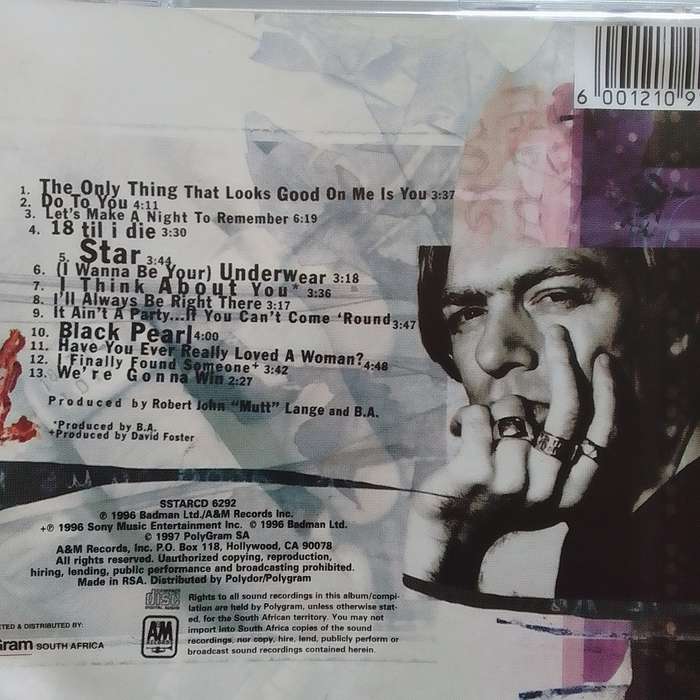 6 001210 9
1. The Only Thing That Looks Good On Me Is You 3:37
2. Do To You 4:11
3. Let's Make A Night To Remember 6:19
4. 18 til i die 3:30
5. Star 3:44
6. (I Wanna Be Your) Underwear 3:18
7. I Think About You* 3:36
8. I'll Always Be Right There 3:17
9. It Ain't A Party...If You Can't Come 'Round 3:47
10. Black Pearl 4:00
11. Have You Ever Really Loved A Woman? 4:48
12. I Finally Found Someone+ 3:42
13. We're Gonna Win 2:27
Produced by Robert John "Mutt" Lange and B.A.
*Produced by B.A.
+Produced by David Foster
SSTARCD 6292
℗ 1996 Badman Ltd./A&M Records Inc.
+℗ 1996 Sony Music Entertainment Inc. © 1996 Badman Ltd.
© 1997 PolyGram SA
A&M Records, Inc. P.O. Box 118, Hollywood, CA 90078
All rights reserved. Uauthorized copying, reproduction,
hiring, lending, public performance and broadcasting prohibited.
Made in RSA. Distributed by Polydor/Polygram
disc
DIGITAL AUDIO
A&M
RECORDS
Rights to all sound recordings in this album/compi-
lation are held by Polygram, unless otherwise stat-
ed, for the South African territory. You may not
import into South Africa copies of the sound
recordings, nor copy, hire, lend, publicly perform or
broadcast sound recordings contained herein.
ETED & DISTRIBUTED BY:
Gram SOUTH AFRICA